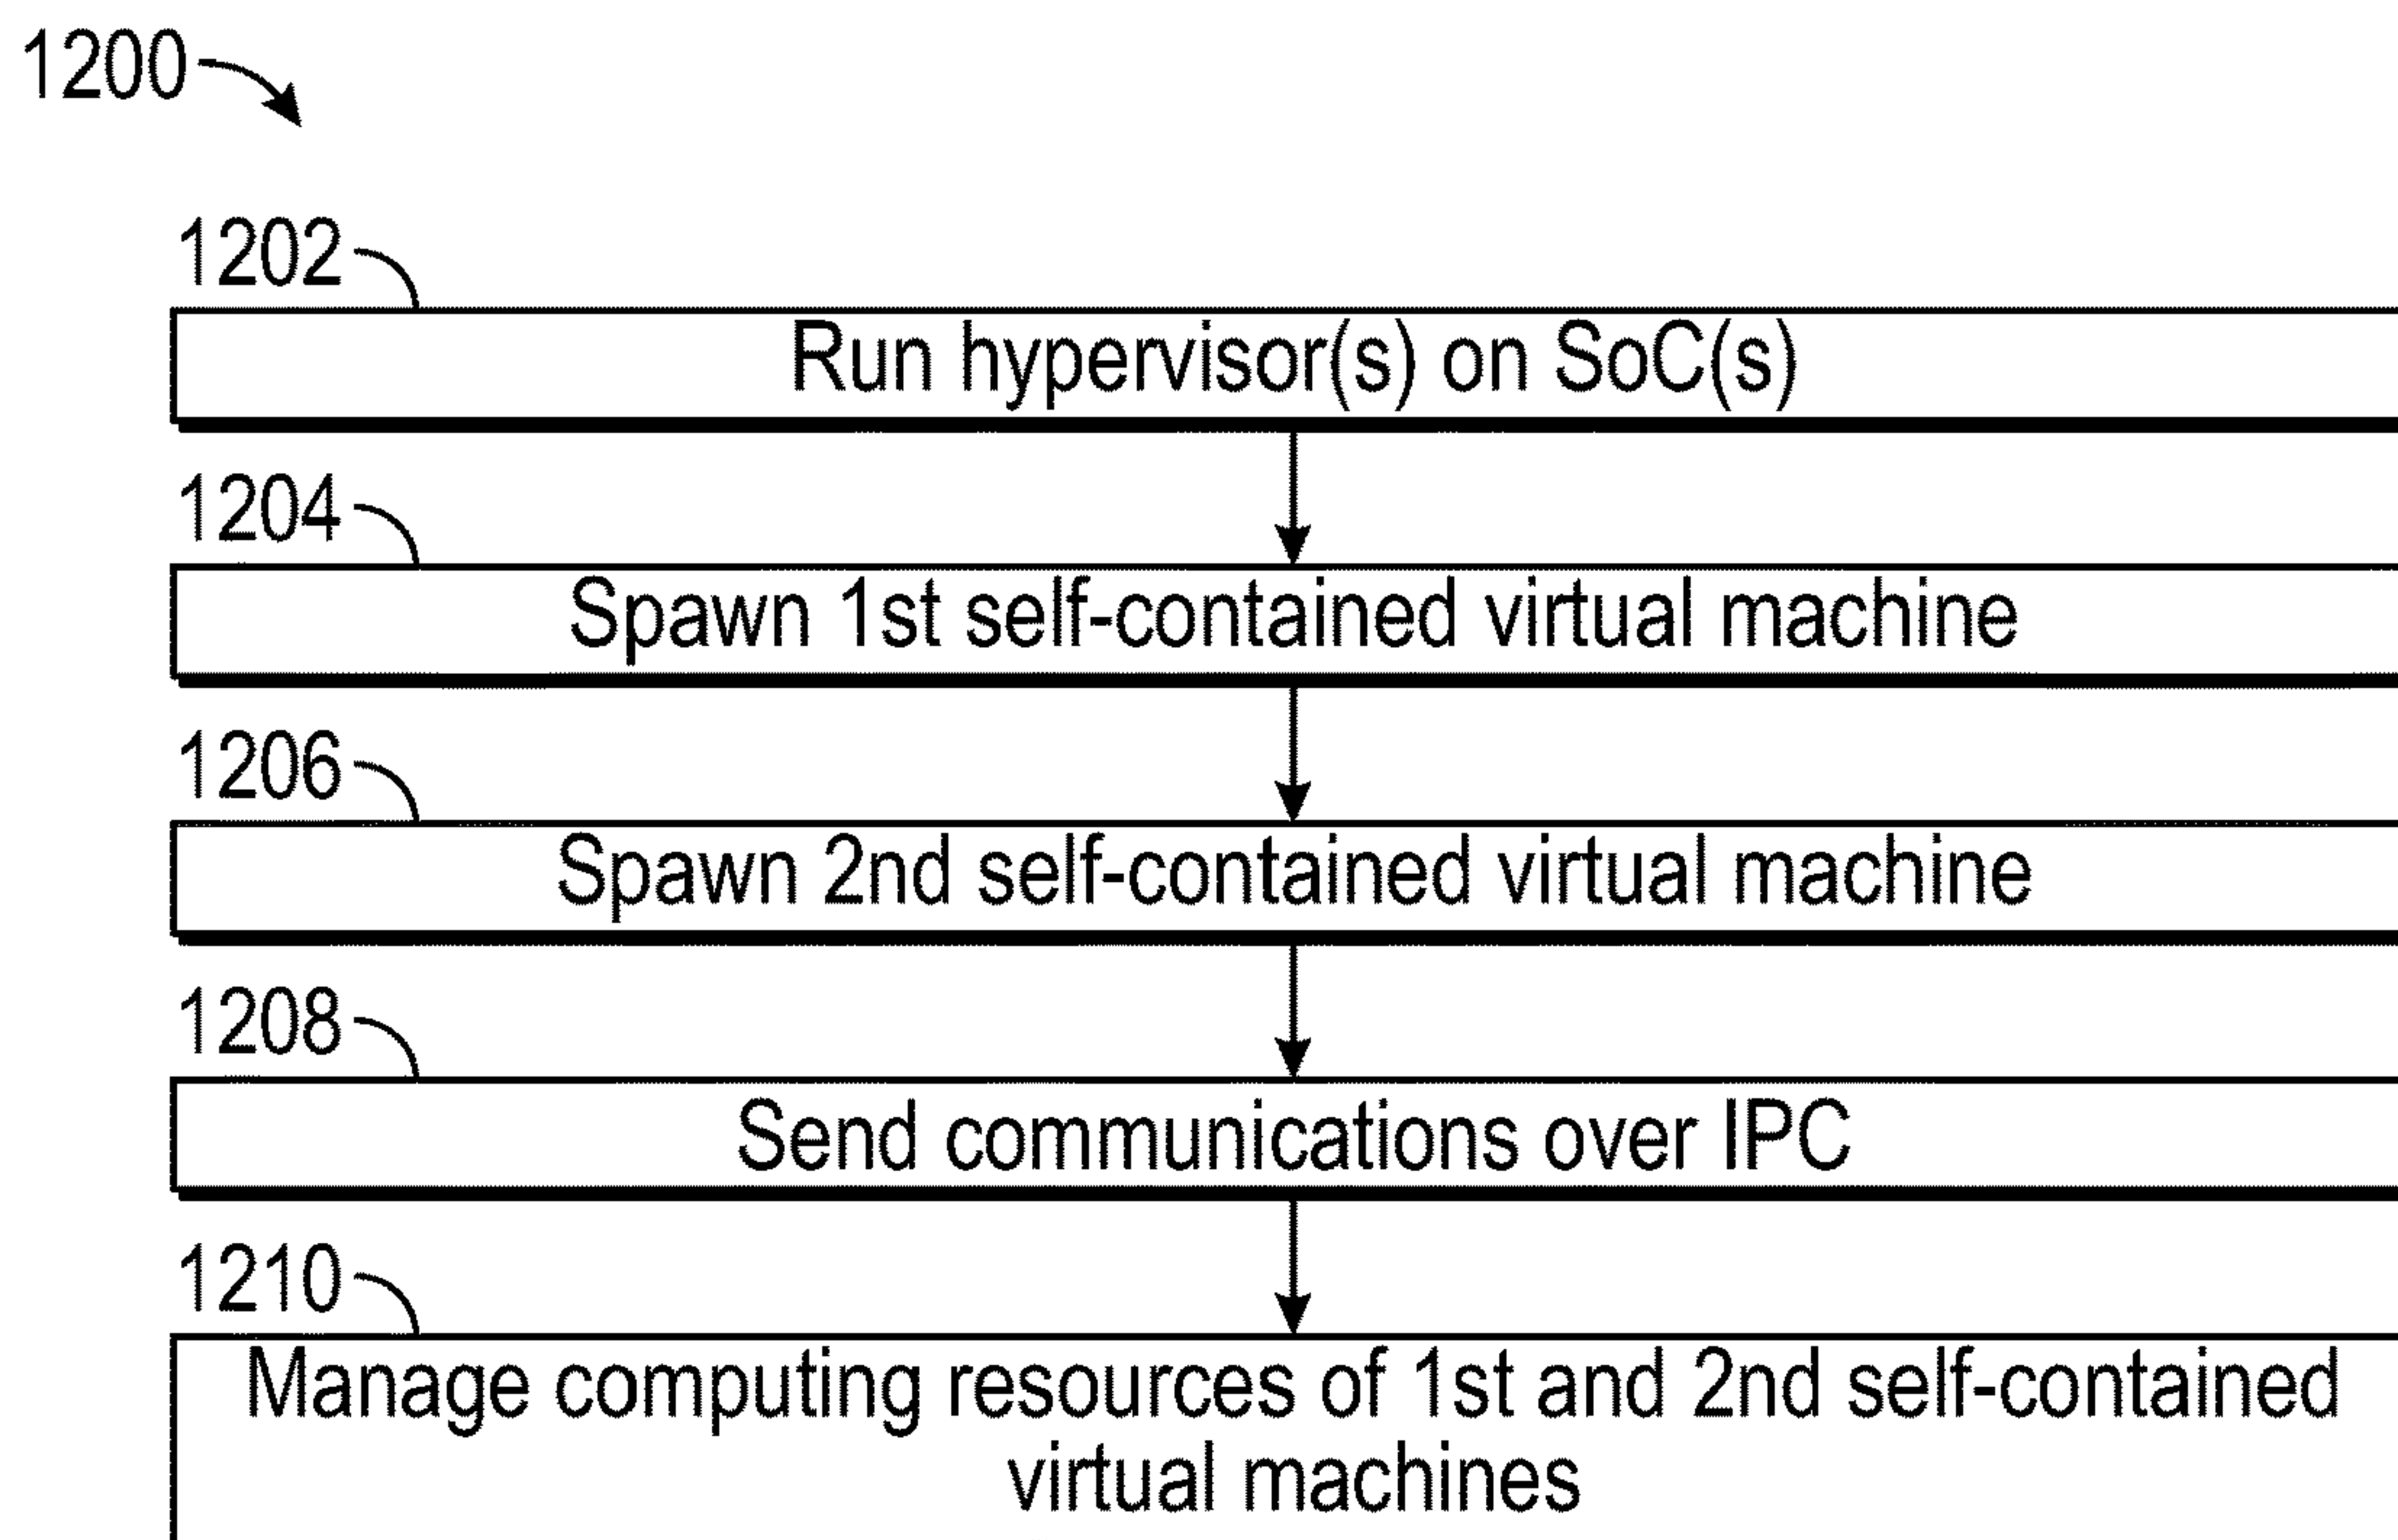 1200
1202
Run hypervisor(s) on SoC(s)
1204
Spawn 1st self-contained virtual machine
1206
Spawn 2nd self-contained virtual machine
1208
Send communications over IPC
1210
Manage computing resources of 1st and 2nd self-contained
virtual machines